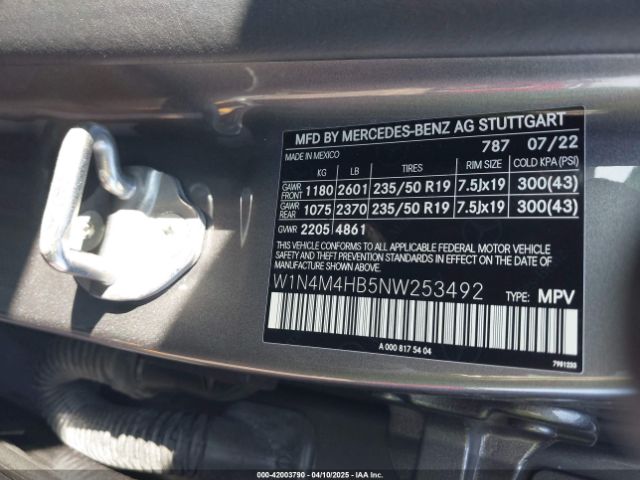 MFD BY MERCEDES-BENZ AG STUTTGART
MADE IN MEXICO 787 07/22
KG LB TIRES RIM SIZE COLD KPA (PSI)
GAWR FRONT 1180 2601 235/50 R19 7.5Jx19 300(43)
GAWR REAR 1075 2370 235/50 R19 7.5Jx19 300(43)
GVWR 2205 4861
THIS VEHICLE CONFORMS TO ALL APPLICABLE FEDERAL MOTOR VEHICLE
SAFETY AND THEFT PREVENTION STANDARDS IN EFFECT ON THE DATE
OF MANUFACTURE SHOWN ABOVE.
W1N4M4HB5NW253492 TYPE: MPV
A 000 817 54 04
7951233
000-42003790 - 04/10/2025 - IAAI.COM